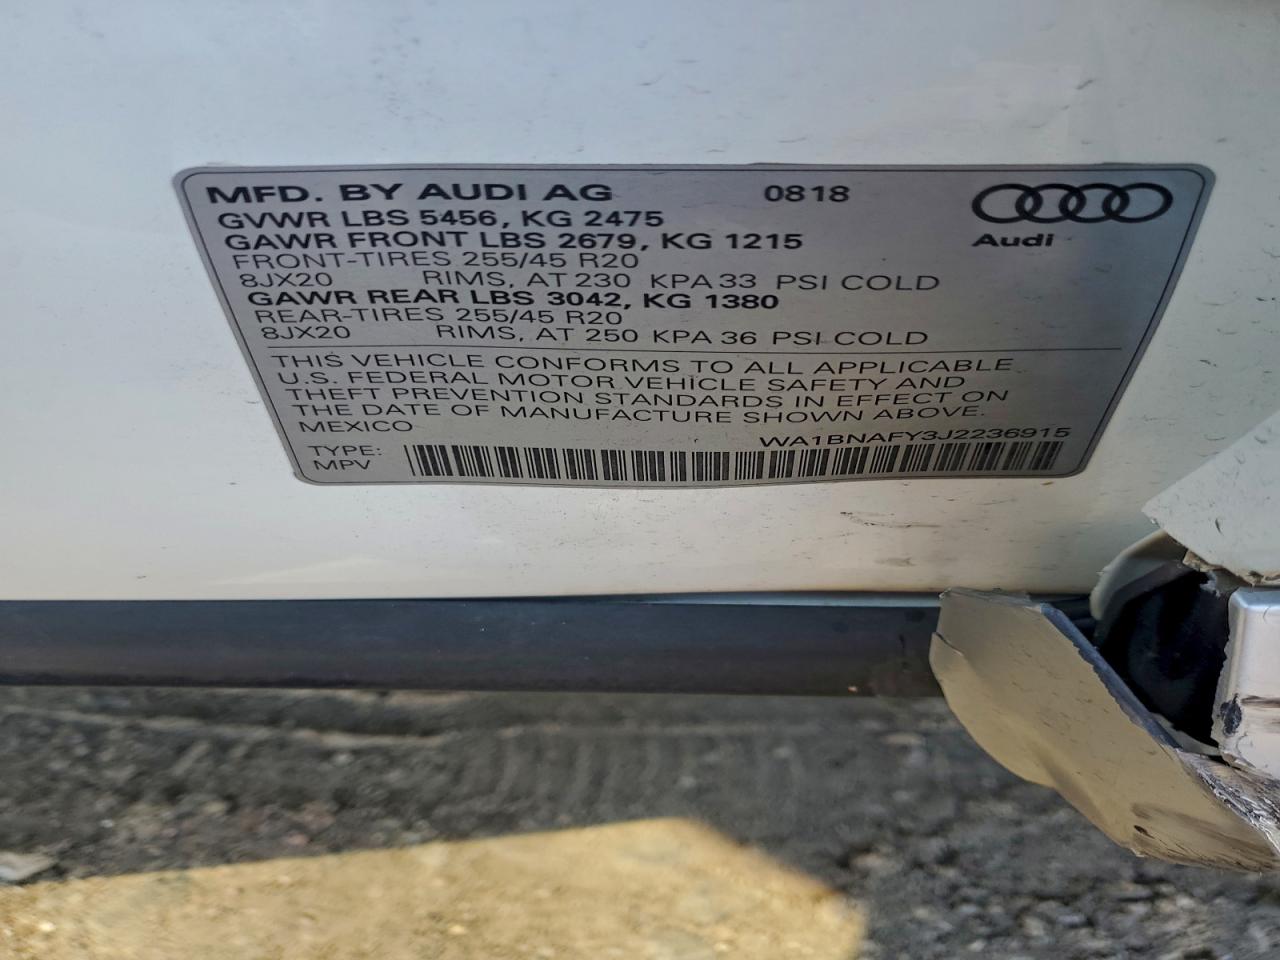 MFD. BY AUDI AG 0818
GVWR LBS 5456, KG 2475
GAWR FRONT LBS 2679, KG 1215
Audi
FRONT-TIRES 255/45 R20
8JX20 RIMS, AT 230 KPA 33 PSI COLD
GAWR REAR LBS 3042, KG 1380
REAR-TIRES 255/45 R20
8JX20 RIMS, AT 250 KPA 36 PSI COLD
THIS VEHICLE CONFORMS TO ALL APPLICABLE
U.S. FEDERAL MOTOR VEHICLE SAFETY AND
THEFT PREVENTION STANDARDS IN EFFECT ON
THE DATE OF MANUFACTURE SHOWN ABOVE.
MEXICO
WA1BNAFY3J2236915
TYPE:
MPV